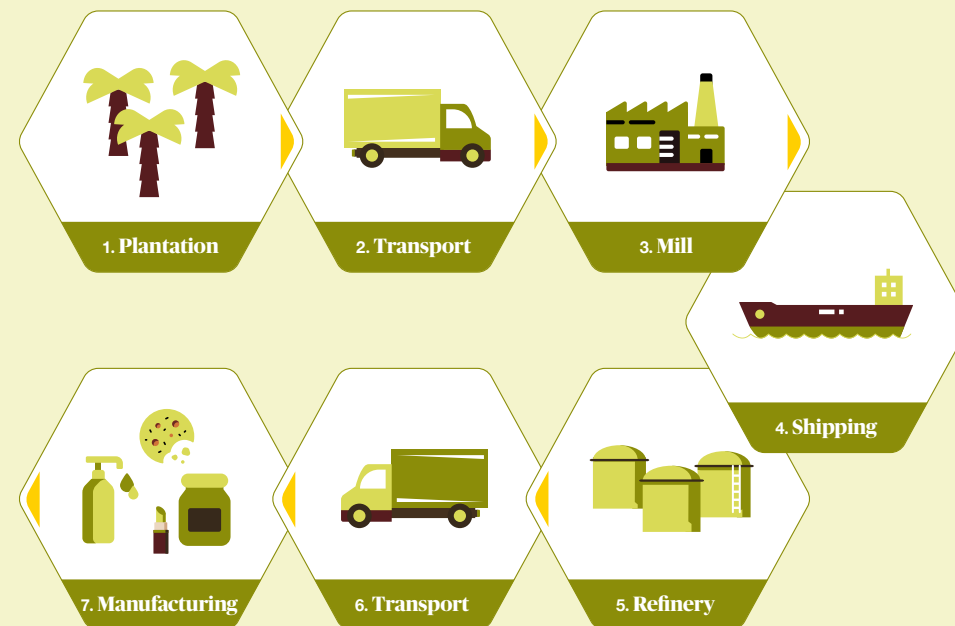 1. Plantation
2. Transport
3. Mill
4. Shipping
5. Refinery
6. Transport
7. Manufacturing